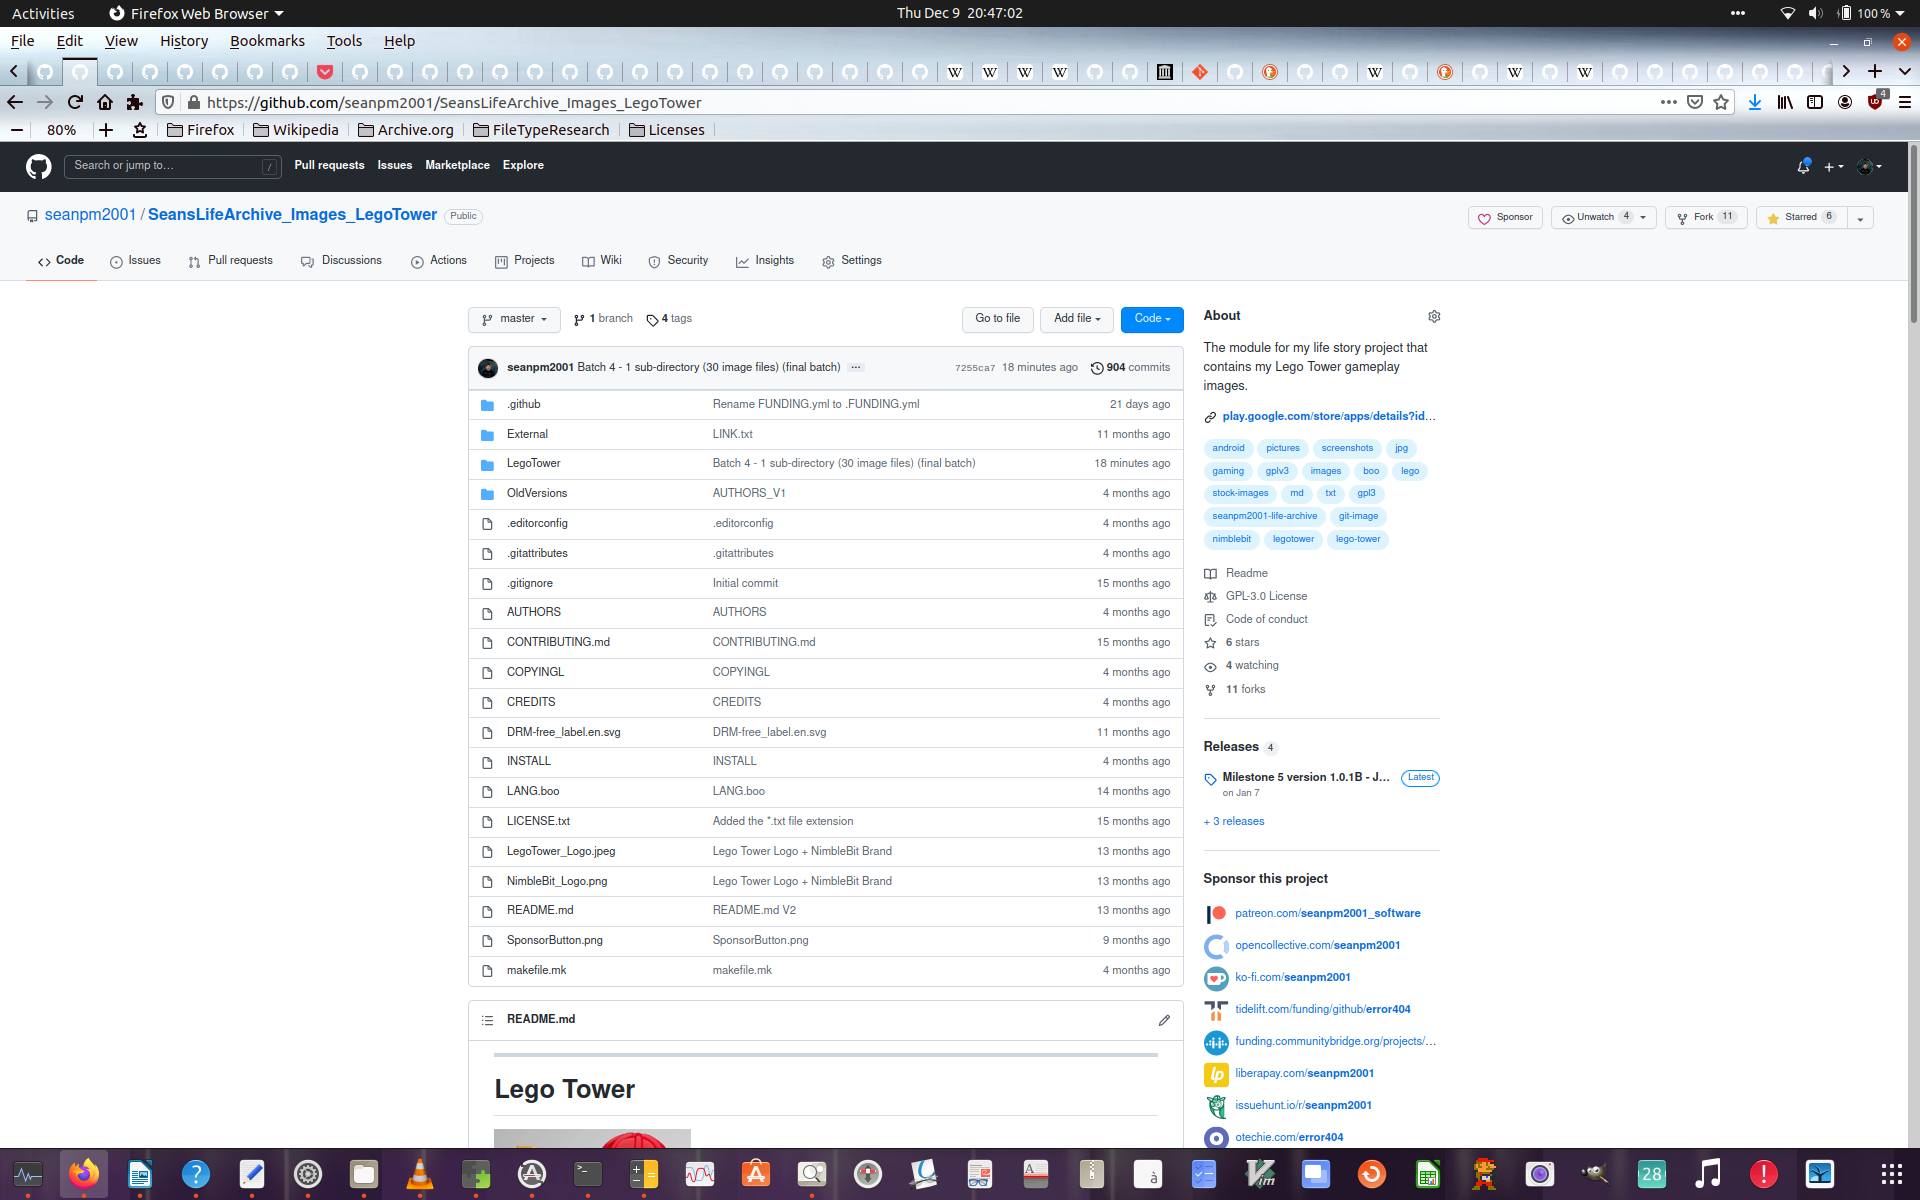 Activities Firefox Web Browser Thu Dec 9 20:47:02 100 %
File Edit View History Bookmarks Tools Help
https://github.com/seanpm2001/SeansLifeArchive_Images_LegoTower 4
80% Firefox Wikipedia Archive.org FileTypeResearch Licenses
Search or jump to… / Pull requests Issues Marketplace Explore
seanpm2001 / SeansLifeArchive_Images_LegoTower Public
Sponsor Unwatch 4 Fork 11 Starred 6
Code Issues Pull requests Discussions Actions Projects Wiki Security Insights Settings
master 1 branch 4 tags Go to file Add file Code
seanpm2001 Batch 4 - 1 sub-directory (30 image files) (final batch) ... 7255ca7 18 minutes ago 904 commits
.github Rename FUNDING.yml to .FUNDING.yml 21 days ago
External LINK.txt 11 months ago
LegoTower Batch 4 - 1 sub-directory (30 image files) (final batch) 18 minutes ago
OldVersions AUTHORS_V1 4 months ago
.editorconfig .editorconfig 4 months ago
.gitattributes .gitattributes 4 months ago
.gitignore Initial commit 15 months ago
AUTHORS AUTHORS 4 months ago
CONTRIBUTING.md CONTRIBUTING.md 15 months ago
COPYINGL COPYINGL 4 months ago
CREDITS CREDITS 4 months ago
DRM-free_label.en.svg DRM-free_label.en.svg 11 months ago
INSTALL INSTALL 4 months ago
LANG.boo LANG.boo 14 months ago
LICENSE.txt Added the *.txt file extension 15 months ago
LegoTower_Logo.jpeg Lego Tower Logo + NimbleBit Brand 13 months ago
NimbleBit_Logo.png Lego Tower Logo + NimbleBit Brand 13 months ago
README.md README.md V2 13 months ago
SponsorButton.png SponsorButton.png 9 months ago
makefile.mk makefile.mk 4 months ago
README.md
Lego Tower
About
The module for my life story project that
contains my Lego Tower gameplay
images.
play.google.com/store/apps/details?id...
android pictures screenshots jpg
gaming gplv3 images boo lego
stock-images md txt gpl3
seanpm2001-life-archive git-image
nimblebit legotower lego-tower
Readme
GPL-3.0 License
Code of conduct
6 stars
4 watching
11 forks
Releases 4
Milestone 5 version 1.0.1B - J... Latest
on Jan 7
+ 3 releases
Sponsor this project
patreon.com/seanpm2001_software
opencollective.com/seanpm2001
ko-fi.com/seanpm2001
tidelift.com/funding/github/error404
funding.communitybridge.org/projects/...
lp liberapay.com/seanpm2001
issuehunt.io/r/seanpm2001
otechie.com/error404
28